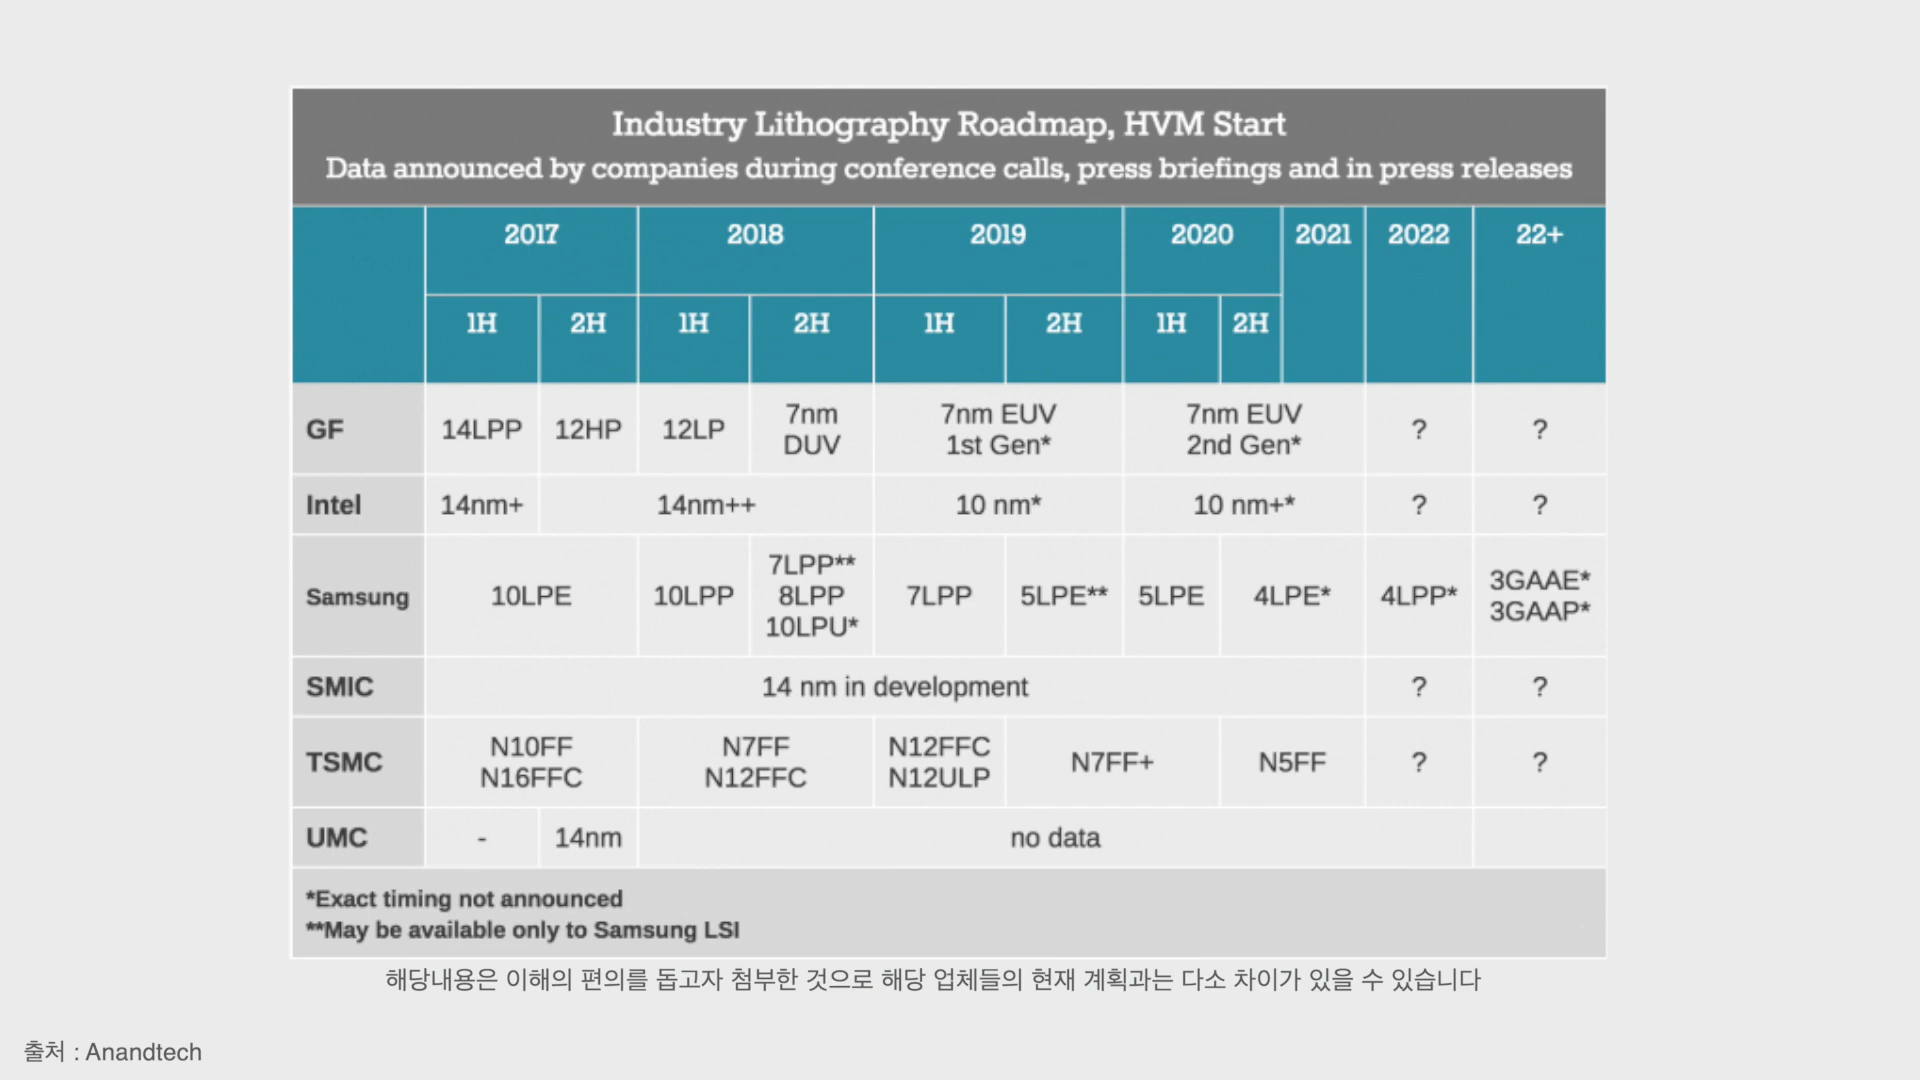 Industry Lithography Roadmap, HVM Start
Data announced by companies during conference calls, press briefings and in press releases
2017 2018 2019 2020 2021 2022 22+
1H 2H 1H 2H 1H 2H 1H 2H
GF 14LPP 12HP 12LP 7nm DUV 7nm EUV 1st Gen* 7nm EUV 2nd Gen* ? ?
Intel 14nm+ 14nm++ 10 nm* 10 nm+* ? ?
Samsung 10LPE 10LPP 7LPP** 8LPP 10LPU* 7LPP 5LPE** 5LPE 4LPE* 4LPP* 3GAAE* 3GAAP*
SMIC 14 nm in development ? ?
TSMC N10FF N16FFC N7FF N12FFC N12FFC N12ULP N7FF+ N5FF ? ?
UMC - 14nm no data
*Exact timing not announced
**May be available only to Samsung LSI
해당내용은 이해의 편의를 돕고자 첨부한 것으로 해당 업체들의 현재 계획과는 다소 차이가 있을 수 있습니다
출처 : Anandtech